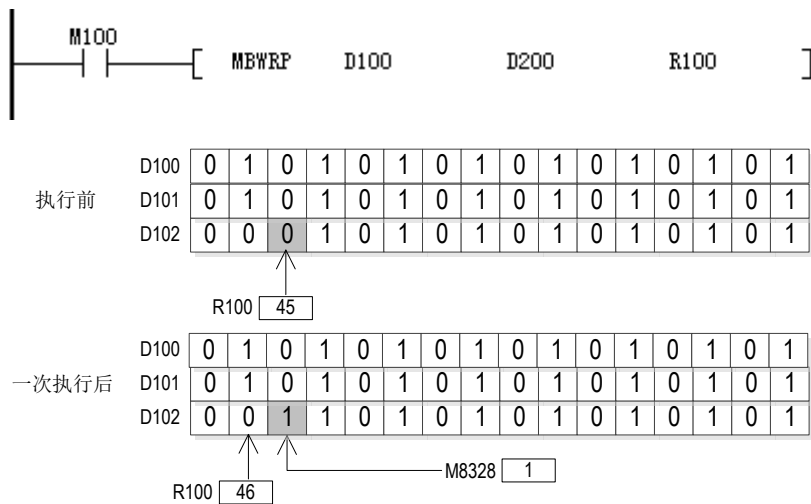 M100
MBWRP D100 D200 R100
D100 0 1 0 1 0 1 0 1 0 1 0 1 0 1 0 1
执行前 D101 0 1 0 1 0 1 0 1 0 1 0 1 0 1 0 1
D102 0 0 0 1 0 1 0 1 0 1 0 1 0 1 0 1
R100 45
D100 0 1 0 1 0 1 0 1 0 1 0 1 0 1 0 1
一次执行后 D101 0 1 0 1 0 1 0 1 0 1 0 1 0 1 0 1
D102 0 0 1 1 0 1 0 1 0 1 0 1 0 1 0 1
M8328 1
R100 46